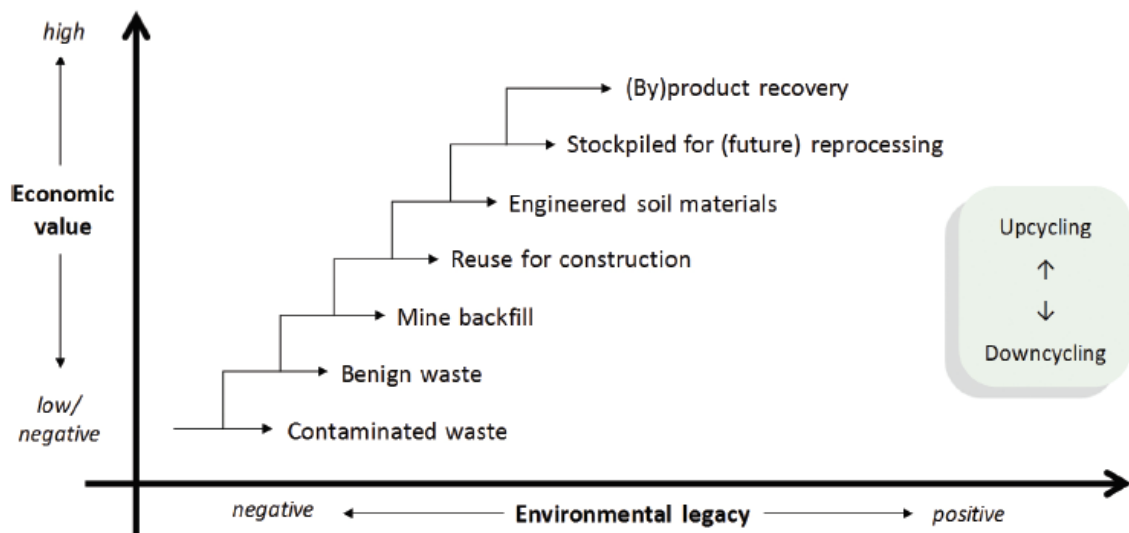 high
Economic
value
low/
negative
(By)product recovery
Stockpiled for (future) reprocessing
Engineered soil materials
Reuse for construction
Mine backfill
Benign waste
Contaminated waste
Upcycling
↑
↓
Downcycling
negative
Environmental legacy
positive